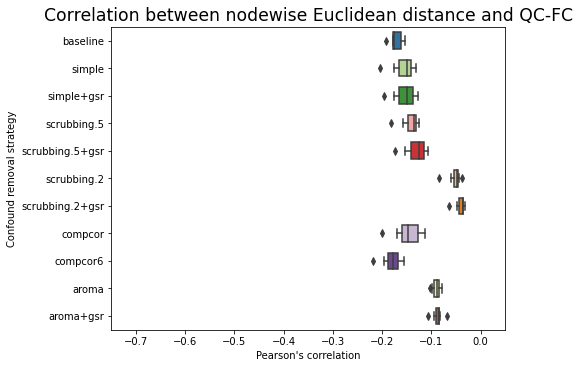 Correlation between nodewise Euclidean distance and QC-FC
Confound removal strategy
baseline
simple
simple+gsr
scrubbing.5
scrubbing.5+gsr
scrubbing.2
scrubbing.2+gsr
compcor
compcor6
aroma
aroma+gsr
−0.7 −0.6 −0.5 −0.4 −0.3 −0.2 −0.1 0.0
Pearson's correlation